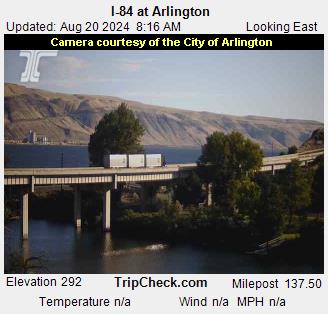 I-84 at Arlington
Updated: Aug 20 2024 8:16 AM Looking East
Camera courtesy of the City of Arlington
Elevation 292 TripCheck.com Milepost 137.50
Temperature n/a Wind n/a MPH n/a